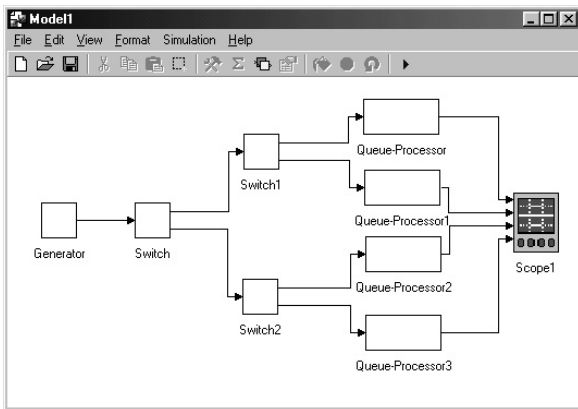 Model1
File Edit View Format Simulation Help
Queue-Processor
Switch1
Queue-Processor1
Generator
Switch
Scope1
Queue-Processor2
Switch2
Queue-Processor3